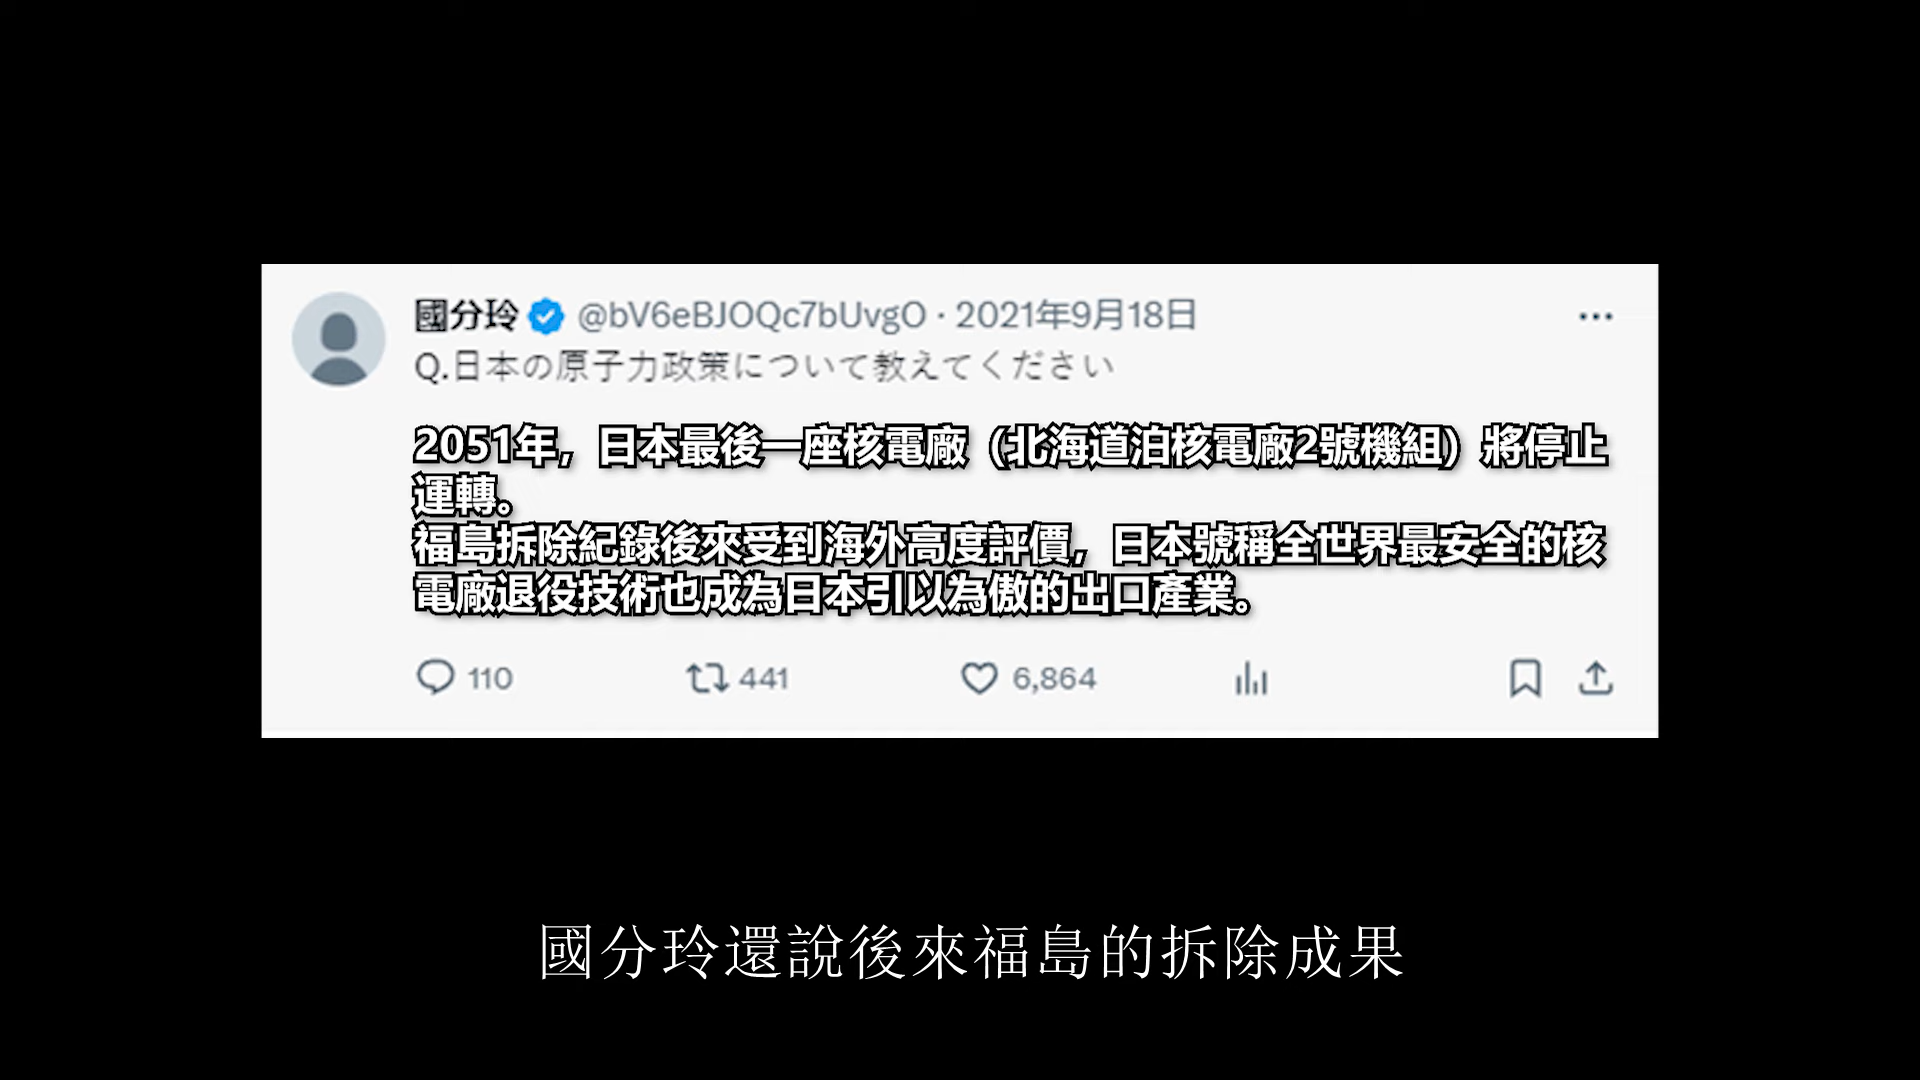 國分玲 @bV6eBJOQc7bUvgO · 2021年9月18日
Q.日本の原子力政策について教えてください
2051年，日本最後一座核電廠（北海道泊核電廠2號機組）將停止
運轉。
福島拆除紀錄後來受到海外高度評價，日本號稱全世界最安全的核
電廠退役技術也成為日本引以為傲的出口產業。
110 441 6,864
國分玲還說後來福島的拆除成果